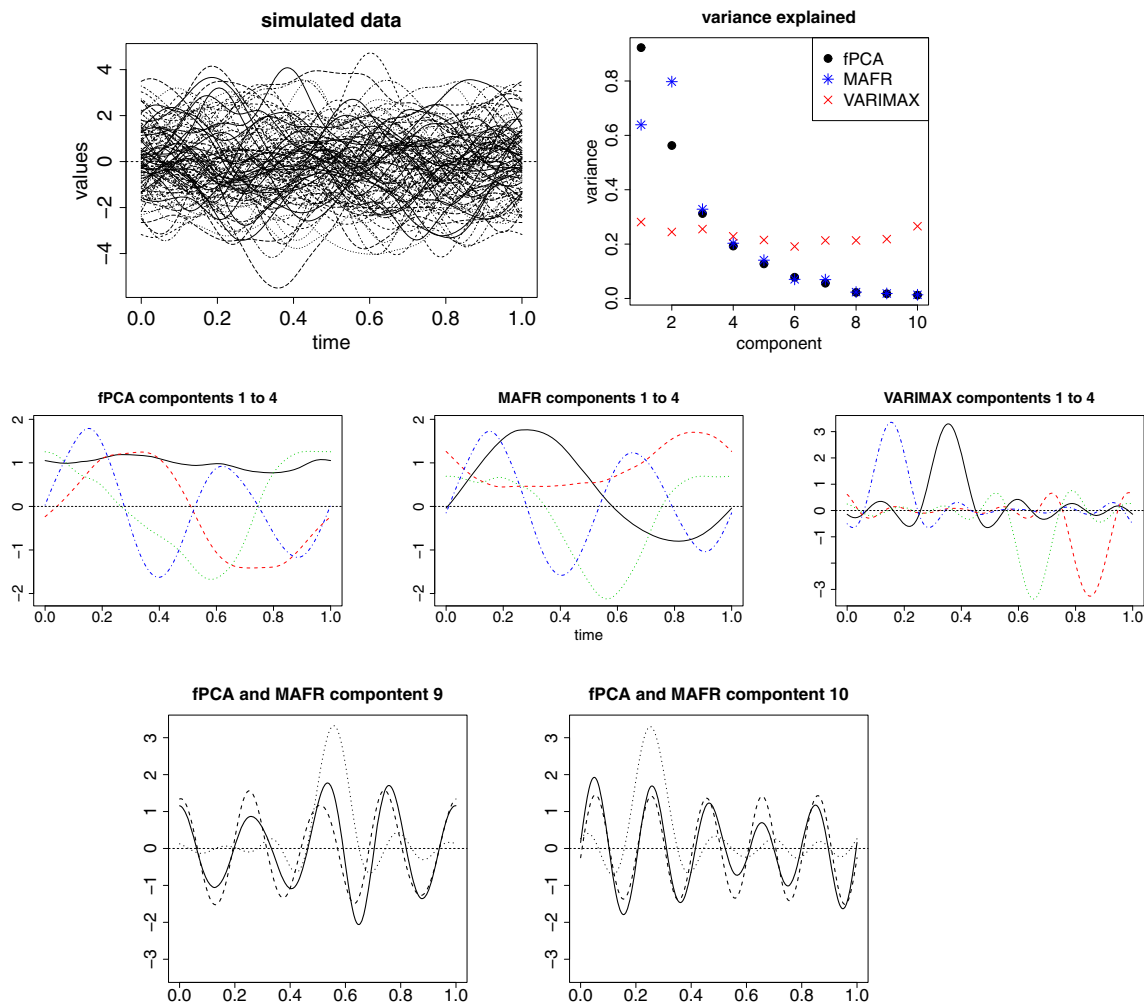 simulated data
values
4
2
0
−2
−4
0.0 0.2 0.4 0.6 0.8 1.0
time
variance explained
fPCA
MAFR
VARIMAX
variance
0.8
0.6
0.4
0.2
0.0
2 4 6 8 10
component
fPCA compontents 1 to 4
2
1
0
−1
−2
0.0 0.2 0.4 0.6 0.8 1.0
MAFR components 1 to 4
2
1
0
−1
−2
0.0 0.2 0.4 0.6 0.8 1.0
time
VARIMAX compontents 1 to 4
3
2
1
0
−1
−3
0.0 0.2 0.4 0.6 0.8 1.0
fPCA and MAFR compontent 9
3
2
1
0
−1
−2
−3
0.0 0.2 0.4 0.6 0.8 1.0
fPCA and MAFR compontent 10
3
2
1
0
−1
−2
−3
0.0 0.2 0.4 0.6 0.8 1.0